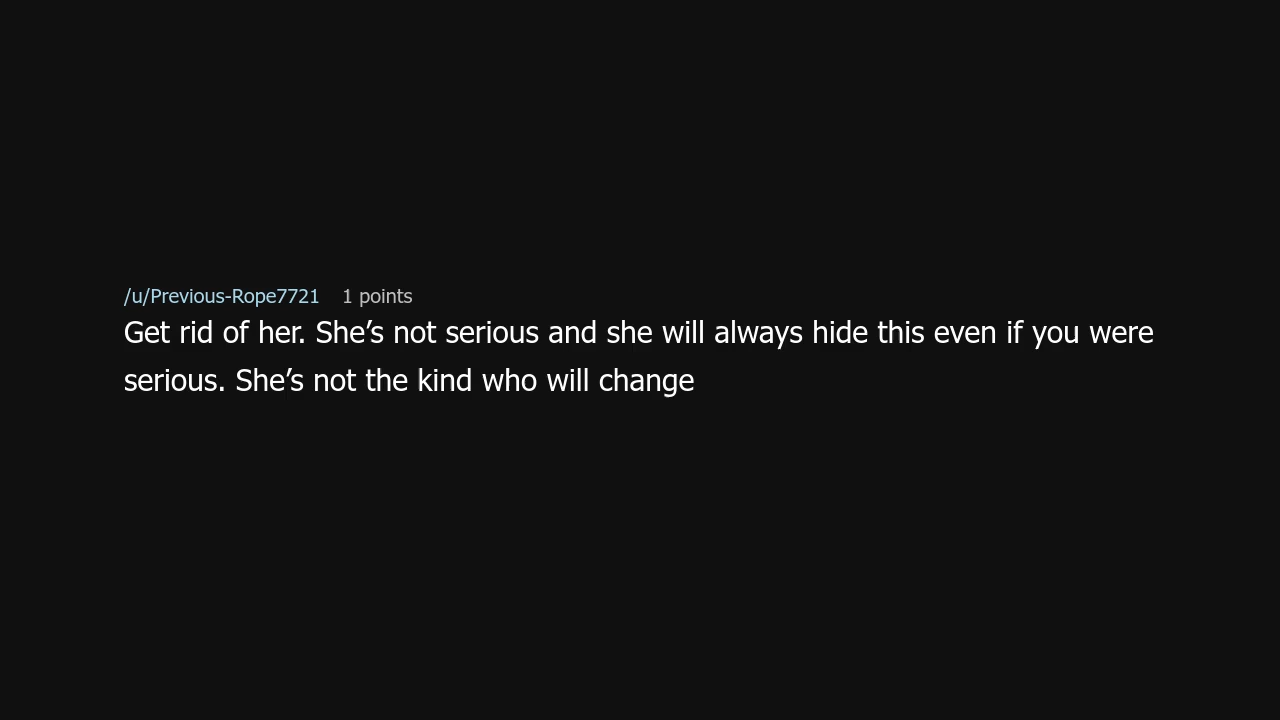 /u/Previous-Rope7721 1 points
Get rid of her. She’s not serious and she will always hide this even if you were
serious. She’s not the kind who will change